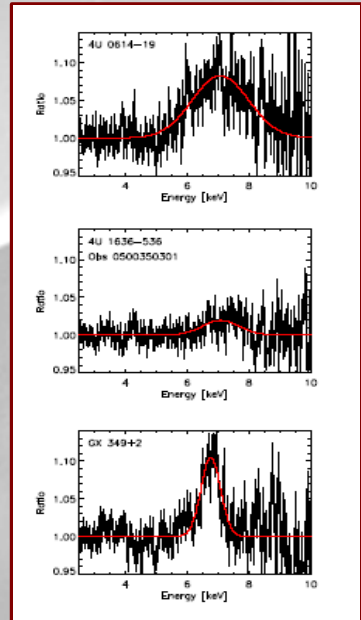 4U 0614-19
1.10
1.05
1.00
0.95
Ratio
4 6 8 10
Energy [keV]
4U 1636-536
Obs 0500350301
1.10
1.05
1.00
0.95
Ratio
4 6 8 10
Energy [keV]
GX 349+2
1.10
1.05
1.00
0.95
Ratio
4 6 8 10
Energy [keV]